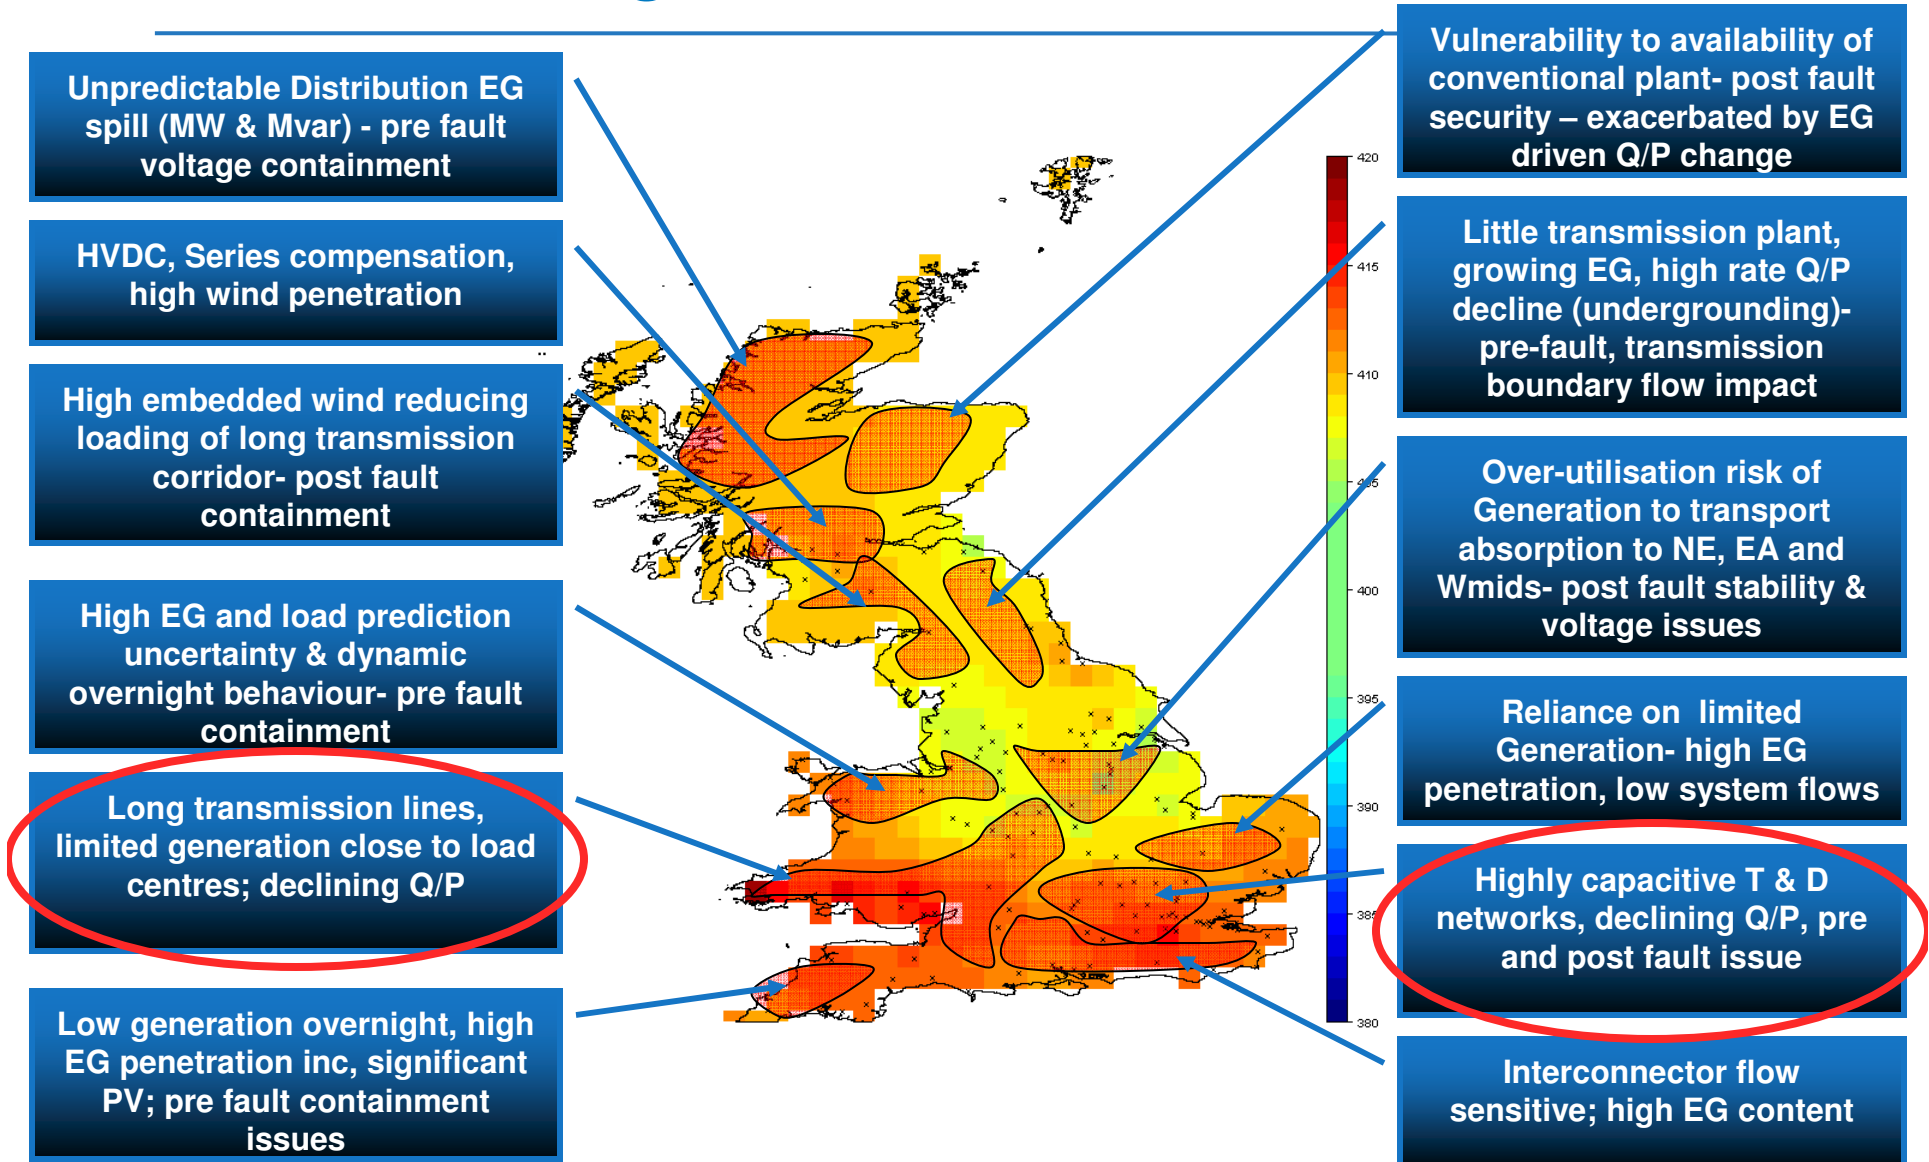 Unpredictable Distribution EG
spill (MW & Mvar) - pre fault
voltage containment
HVDC, Series compensation,
high wind penetration
High embedded wind reducing
loading of long transmission
corridor- post fault
containment
High EG and load prediction
uncertainty & dynamic
overnight behaviour- pre fault
containment
Long transmission lines,
limited generation close to load
centres; declining Q/P
Low generation overnight, high
EG penetration inc, significant
PV; pre fault containment
issues
420
415
410
405
400
395
390
385
380
Vulnerability to availability of
conventional plant- post fault
security – exacerbated by EG
driven Q/P change
Little transmission plant,
growing EG, high rate Q/P
decline (undergrounding)-
pre-fault, transmission
boundary flow impact
Over-utilisation risk of
Generation to transport
absorption to NE, EA and
Wmids- post fault stability &
voltage issues
Reliance on limited
Generation- high EG
penetration, low system flows
Highly capacitive T & D
networks, declining Q/P, pre
and post fault issue
Interconnector flow
sensitive; high EG content